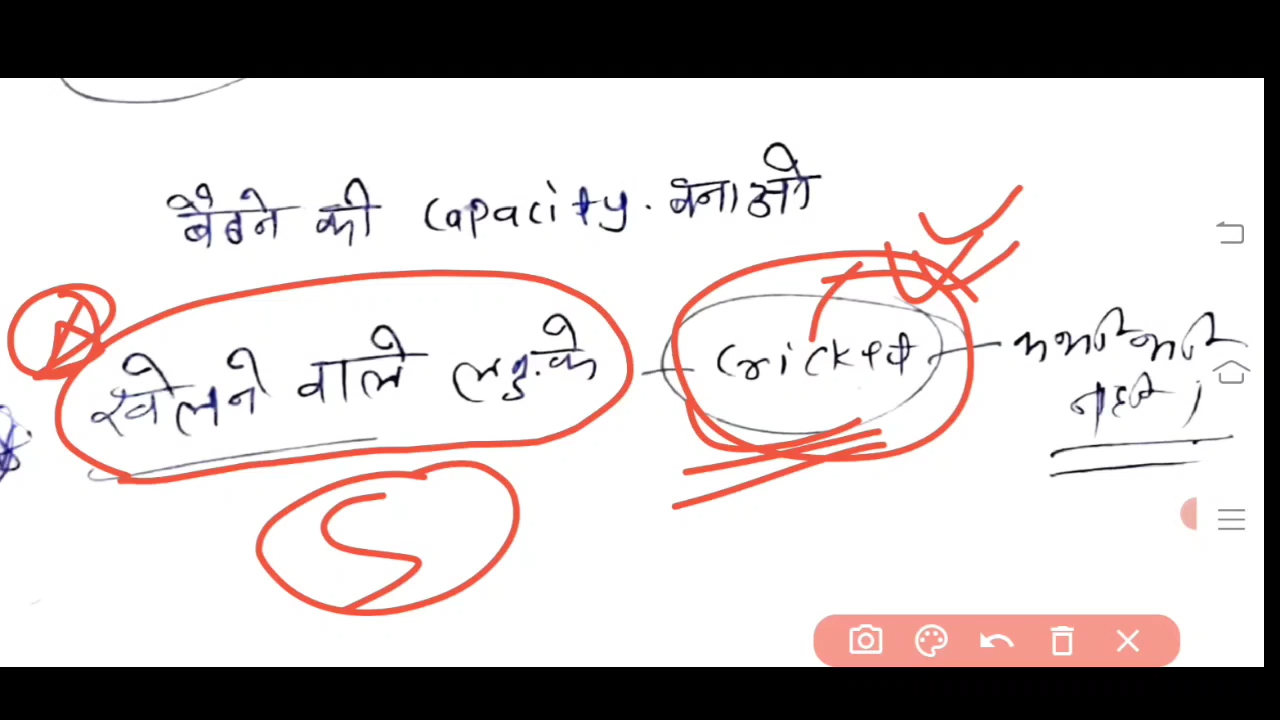 बैठने की capacity. बनाओ
खेलने वाले लड़के — Cricket —
S